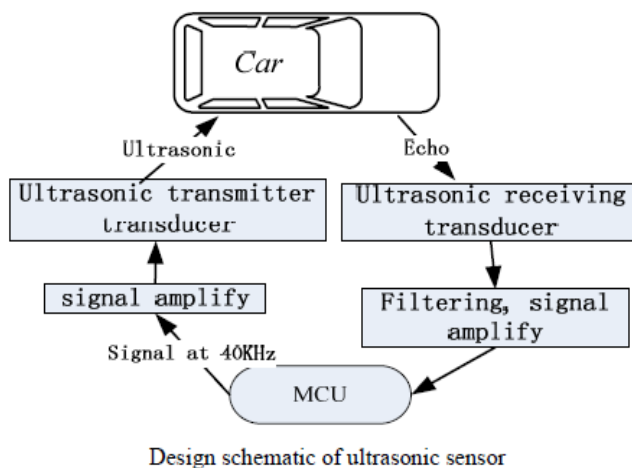 Car
Ultrasonic
Echo
Ultrasonic transmitter
transducer
Ultrasonic receiving
transducer
signal amplify
Filtering, signal
amplify
Signal at 40KHz
MCU
Design schematic of ultrasonic sensor